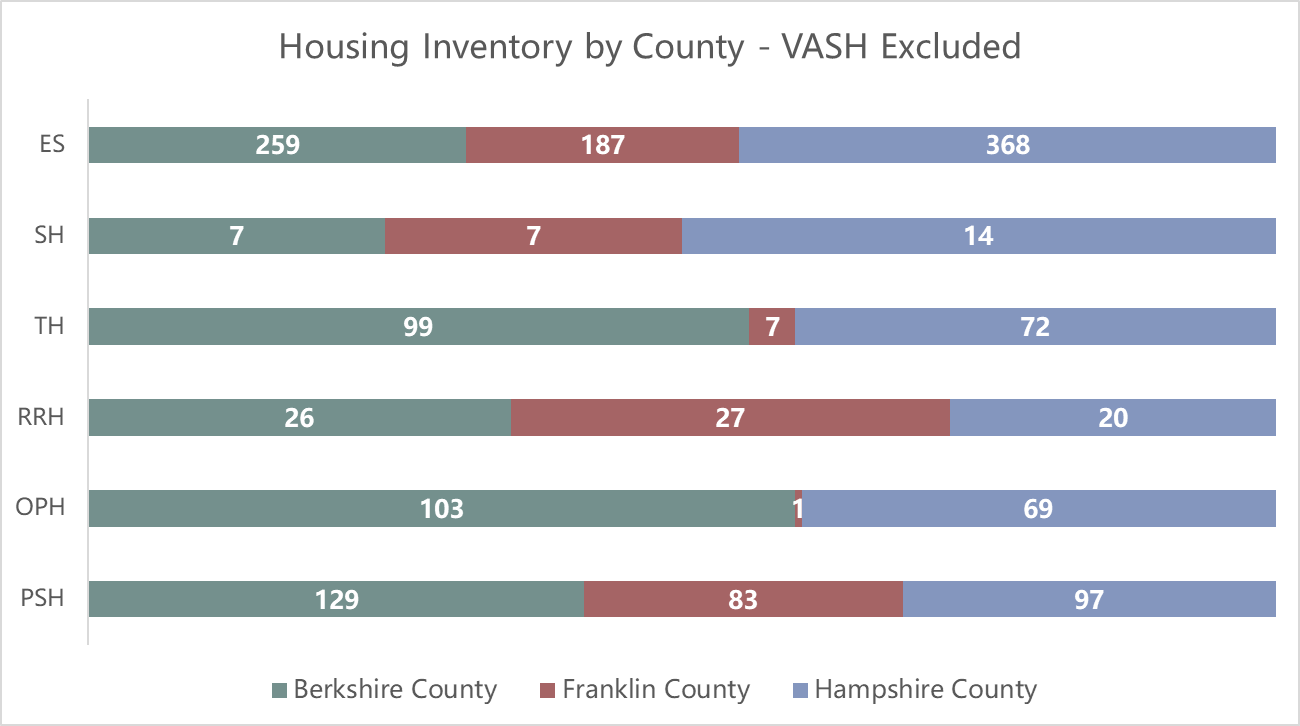 Housing Inventory by County - VASH Excluded
ES 259 187 368
SH 7 7 14
TH 99 7 72
RRH 26 27 20
OPH 103 1 69
PSH 129 83 97
Berkshire County Franklin County Hampshire County